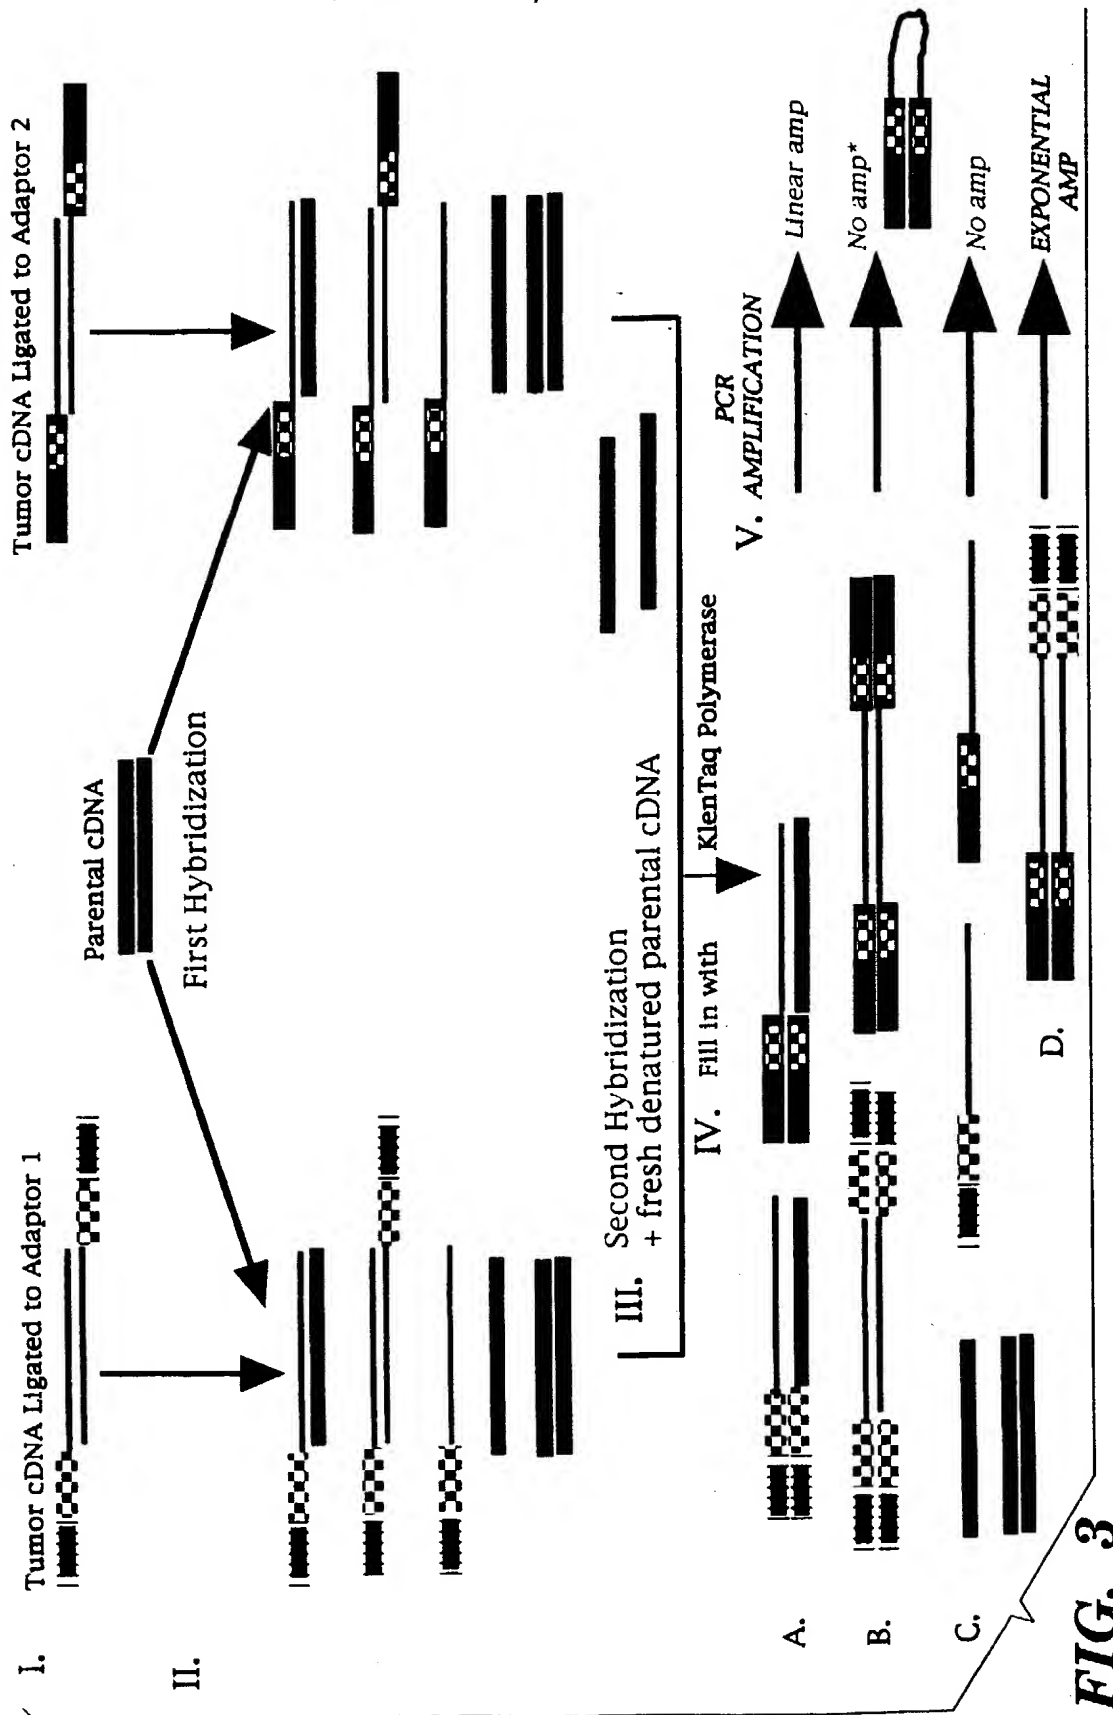 I.
Tumor cDNA Ligated to Adaptor 1
Tumor cDNA Ligated to Adaptor 2
Parental cDNA
II.
First Hybridization
III. Second Hybridization
+ fresh denatured parental cDNA
IV. Fill in with KlenTaq Polymerase
V. PCR
AMPLIFICATION
A.
Linear amp
B.
No amp*
C.
No amp
D.
EXPONENTIAL
AMP
FIG. 3